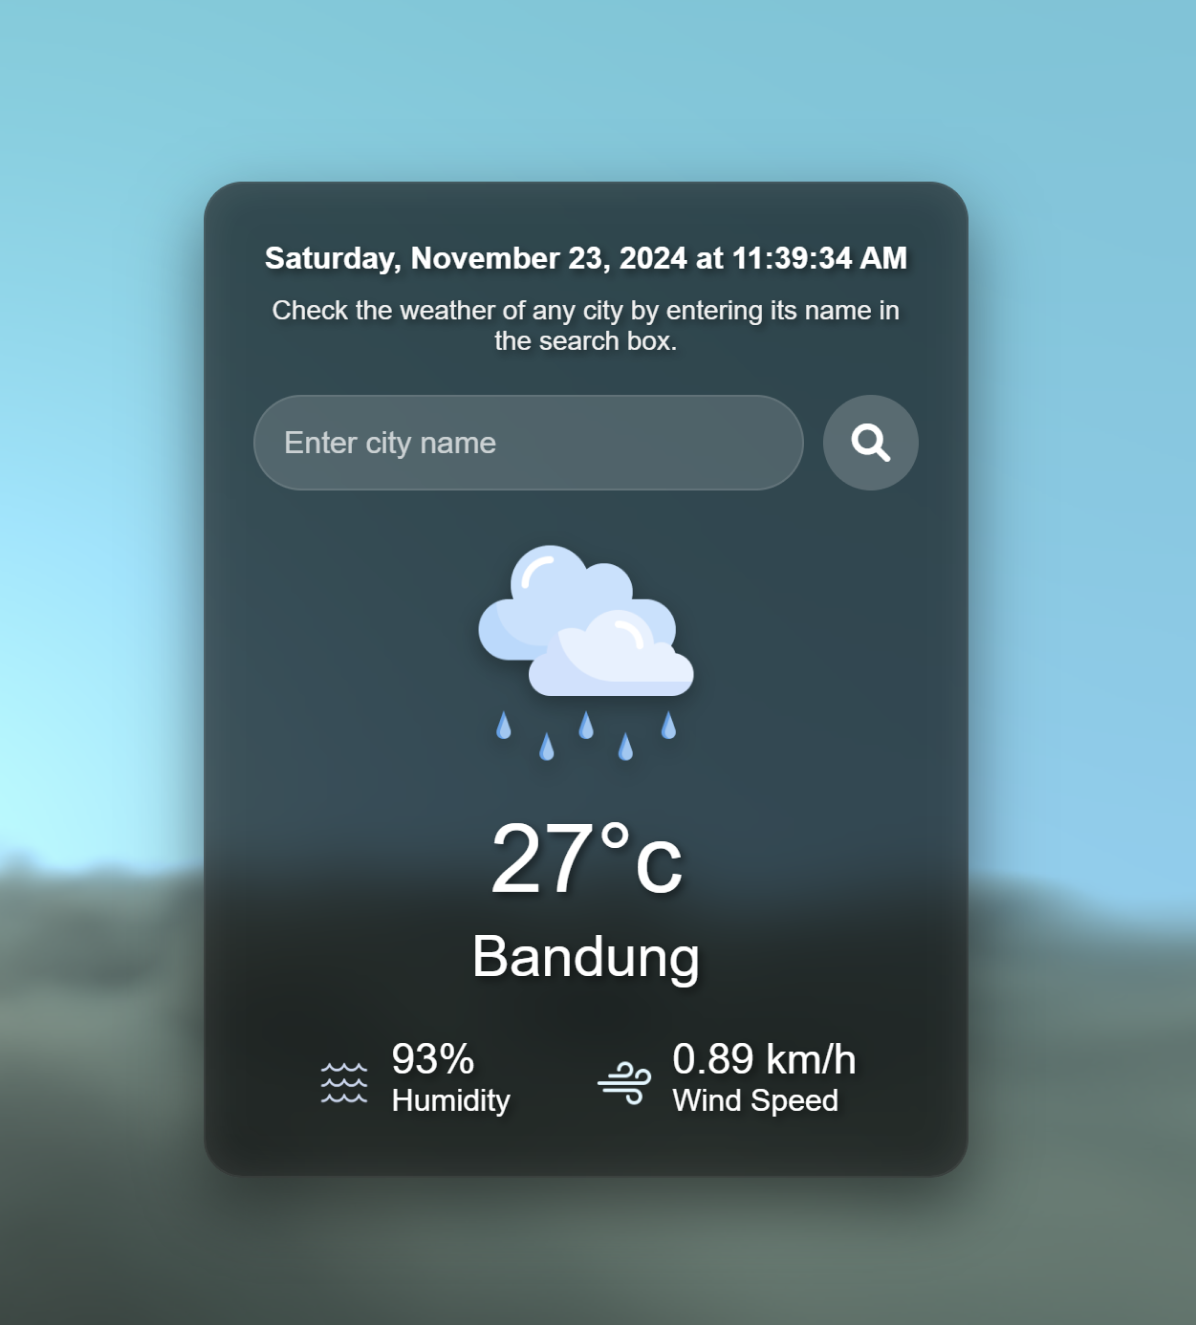 Saturday, November 23, 2024 at 11:39:34 AM
Check the weather of any city by entering its name in
the search box.
Enter city name
27°c
Bandung
93%
Humidity
0.89 km/h
Wind Speed